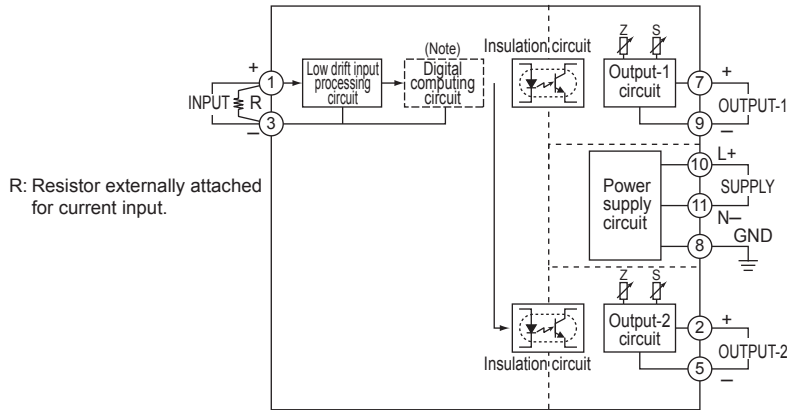 Z S
(Note)
Insulation circuit
+
1
Low drift input
processing
circuit
Digital
computing
circuit
Output-1
circuit
7
+
INPUT
R
OUTPUT-1
3
–
9
–
10
L+
R: Resistor externally attached
for current input.
Power
supply
circuit
SUPPLY
11
N–
8
GND
Z S
Output-2
circuit
2
+
OUTPUT-2
Insulation circuit
5
–